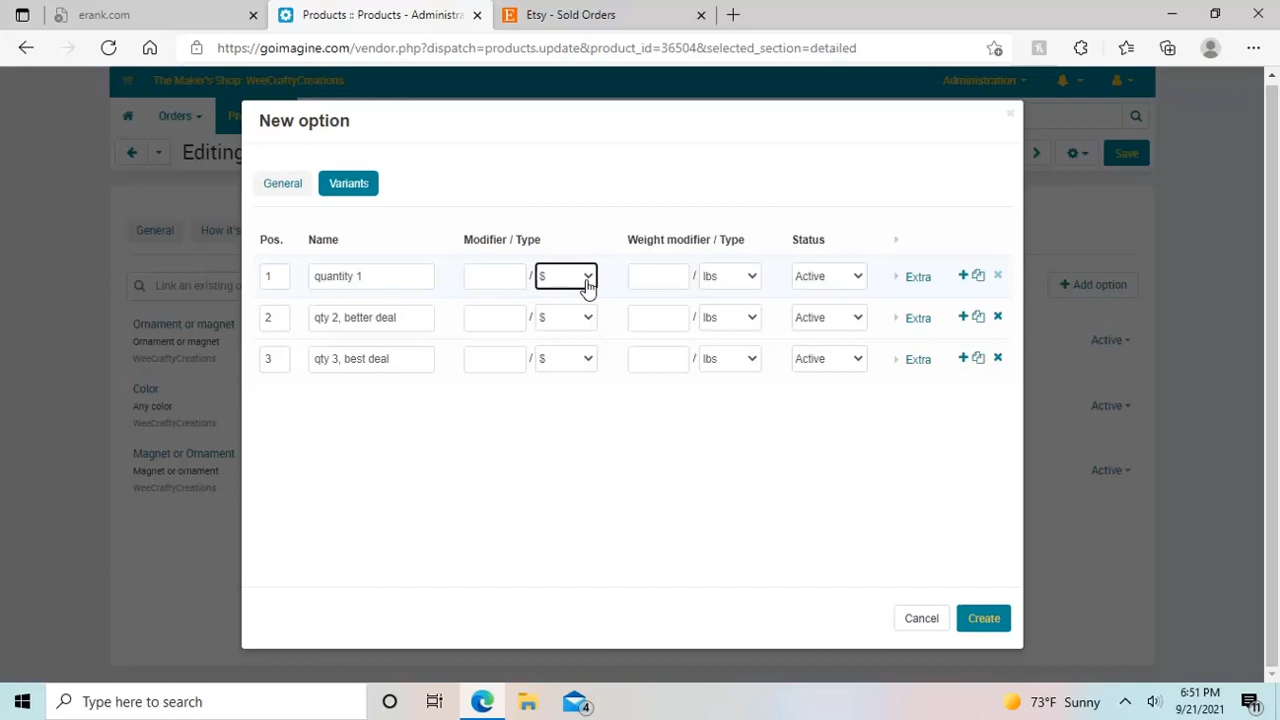 erank.com
Products :: Products - Administra
Etsy - Sold Orders
https://goimagine.com/vendor.php?dispatch=products.update&product_id=36504&selected_section=detailed
The Maker's Shop: WeeCraftyCreations
Administration
Orders
Pr
Editing
Save
New option
General
Variants
General
How it's
Link an existing o
Add option
Pos.
Name
Modifier / Type
Weight modifier / Type
Status
1
quantity 1
/
$
/
lbs
Active
Extra
2
qty 2, better deal
/
$
/
lbs
Active
Extra
3
qty 3, best deal
/
$
/
lbs
Active
Extra
Ornament or magnet
Ornament or magnet
WeeCraftyCreations
Active
Color
Any color
WeeCraftyCreations
Active
Magnet or Ornament
Magnet or ornament
WeeCraftyCreations
Active
Cancel
Create
Type here to search
4
73°F Sunny
6:51 PM
9/21/2021
11